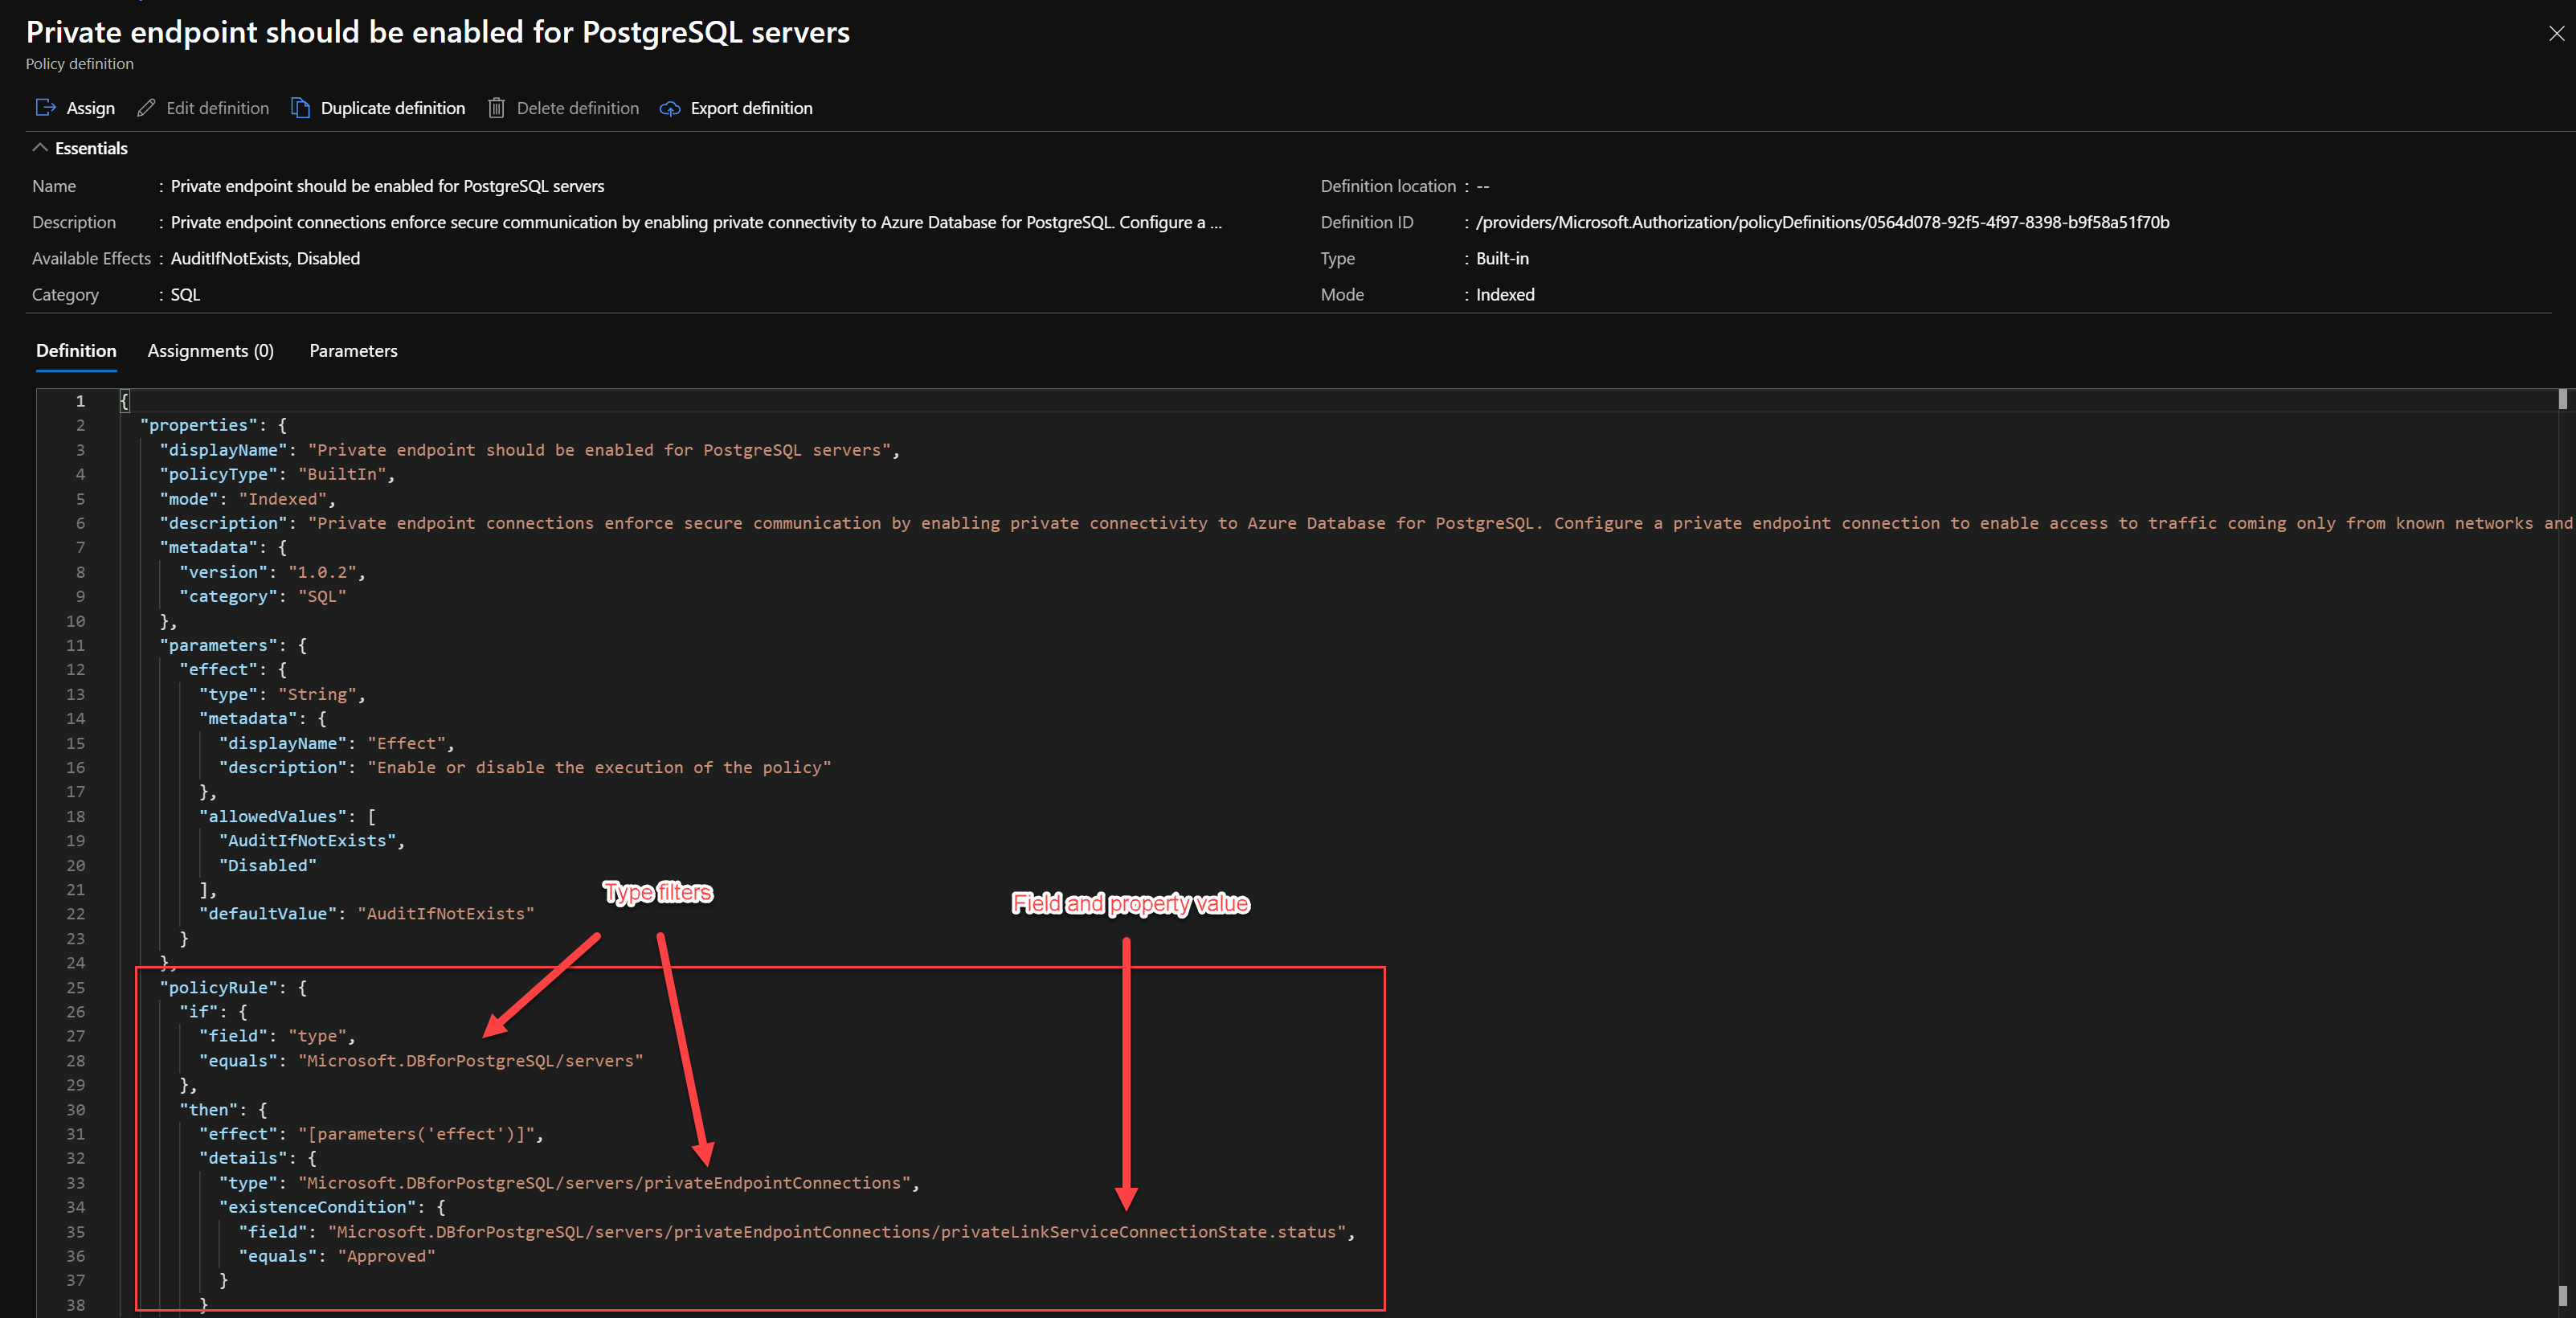 Private endpoint should be enabled for PostgreSQL servers
Policy definition
Assign Edit definition Duplicate definition Delete definition Export definition
Essentials
Name : Private endpoint should be enabled for PostgreSQL servers
Description : Private endpoint connections enforce secure communication by enabling private connectivity to Azure Database for PostgreSQL. Configure a ...
Available Effects : AuditIfNotExists, Disabled
Category : SQL
Definition location : --
Definition ID : /providers/Microsoft.Authorization/policyDefinitions/0564d078-92f5-4f97-8398-b9f58a51f70b
Type : Built-in
Mode : Indexed
Definition Assignments (0) Parameters
1 {
2 "properties": {
3 "displayName": "Private endpoint should be enabled for PostgreSQL servers",
4 "policyType": "BuiltIn",
5 "mode": "Indexed",
6 "description": "Private endpoint connections enforce secure communication by enabling private connectivity to Azure Database for PostgreSQL. Configure a private endpoint connection to enable access to traffic coming only from known networks and
7 "metadata": {
8 "version": "1.0.2",
9 "category": "SQL"
10 },
11 "parameters": {
12 "effect": {
13 "type": "String",
14 "metadata": {
15 "displayName": "Effect",
16 "description": "Enable or disable the execution of the policy"
17 },
18 "allowedValues": [
19 "AuditIfNotExists",
20 "Disabled"
21 ],
22 "defaultValue": "AuditIfNotExists"
23 }
24 },
Type filters
Field and property value
25 "policyRule": {
26 "if": {
27 "field": "type",
28 "equals": "Microsoft.DBforPostgreSQL/servers"
29 },
30 "then": {
31 "effect": "[parameters('effect')]",
32 "details": {
33 "type": "Microsoft.DBforPostgreSQL/servers/privateEndpointConnections",
34 "existenceCondition": {
35 "field": "Microsoft.DBforPostgreSQL/servers/privateEndpointConnections/privateLinkServiceConnectionState.status",
36 "equals": "Approved"
37 }
38 }